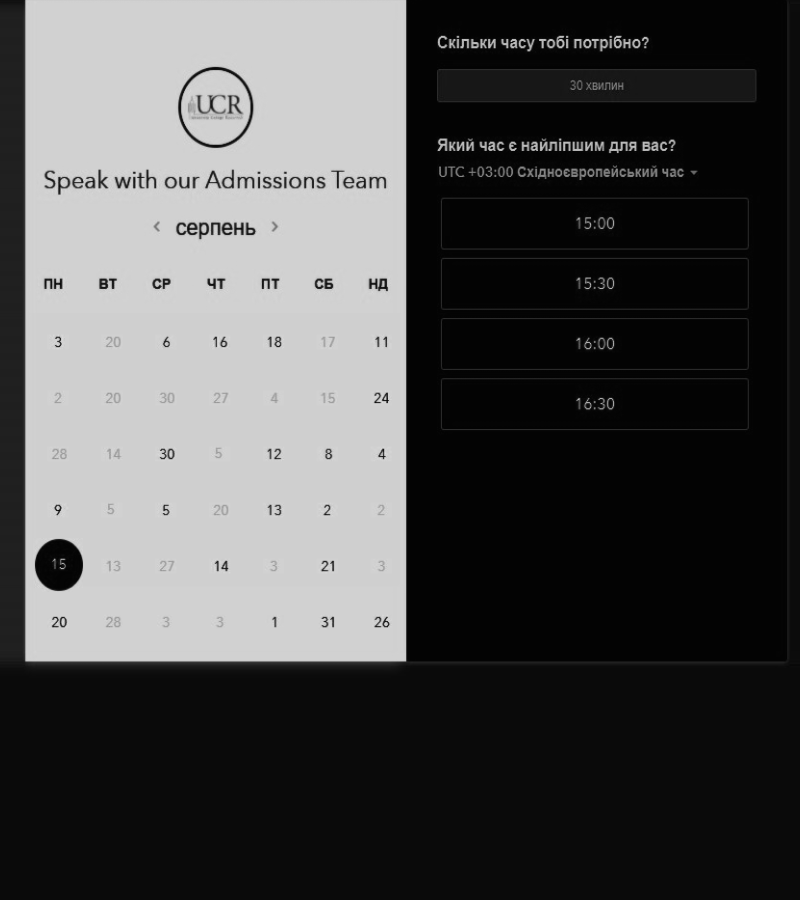 UCR
Speak with our Admissions Team
серпень
ПН ВТ СР ЧТ ПТ СБ НД
3 20 6 16 18 17 11
2 20 30 27 4 15 24
28 14 30 5 12 8 4
9 5 5 20 13 2 2
15 13 27 14 3 21 3
20 28 3 3 1 31 26
Скільки часу тобі потрібно?
30 хвилин
Який час є найліпшим для вас?
UTC +03:00 Східноєвропейський час
15:00
15:30
16:00
16:30